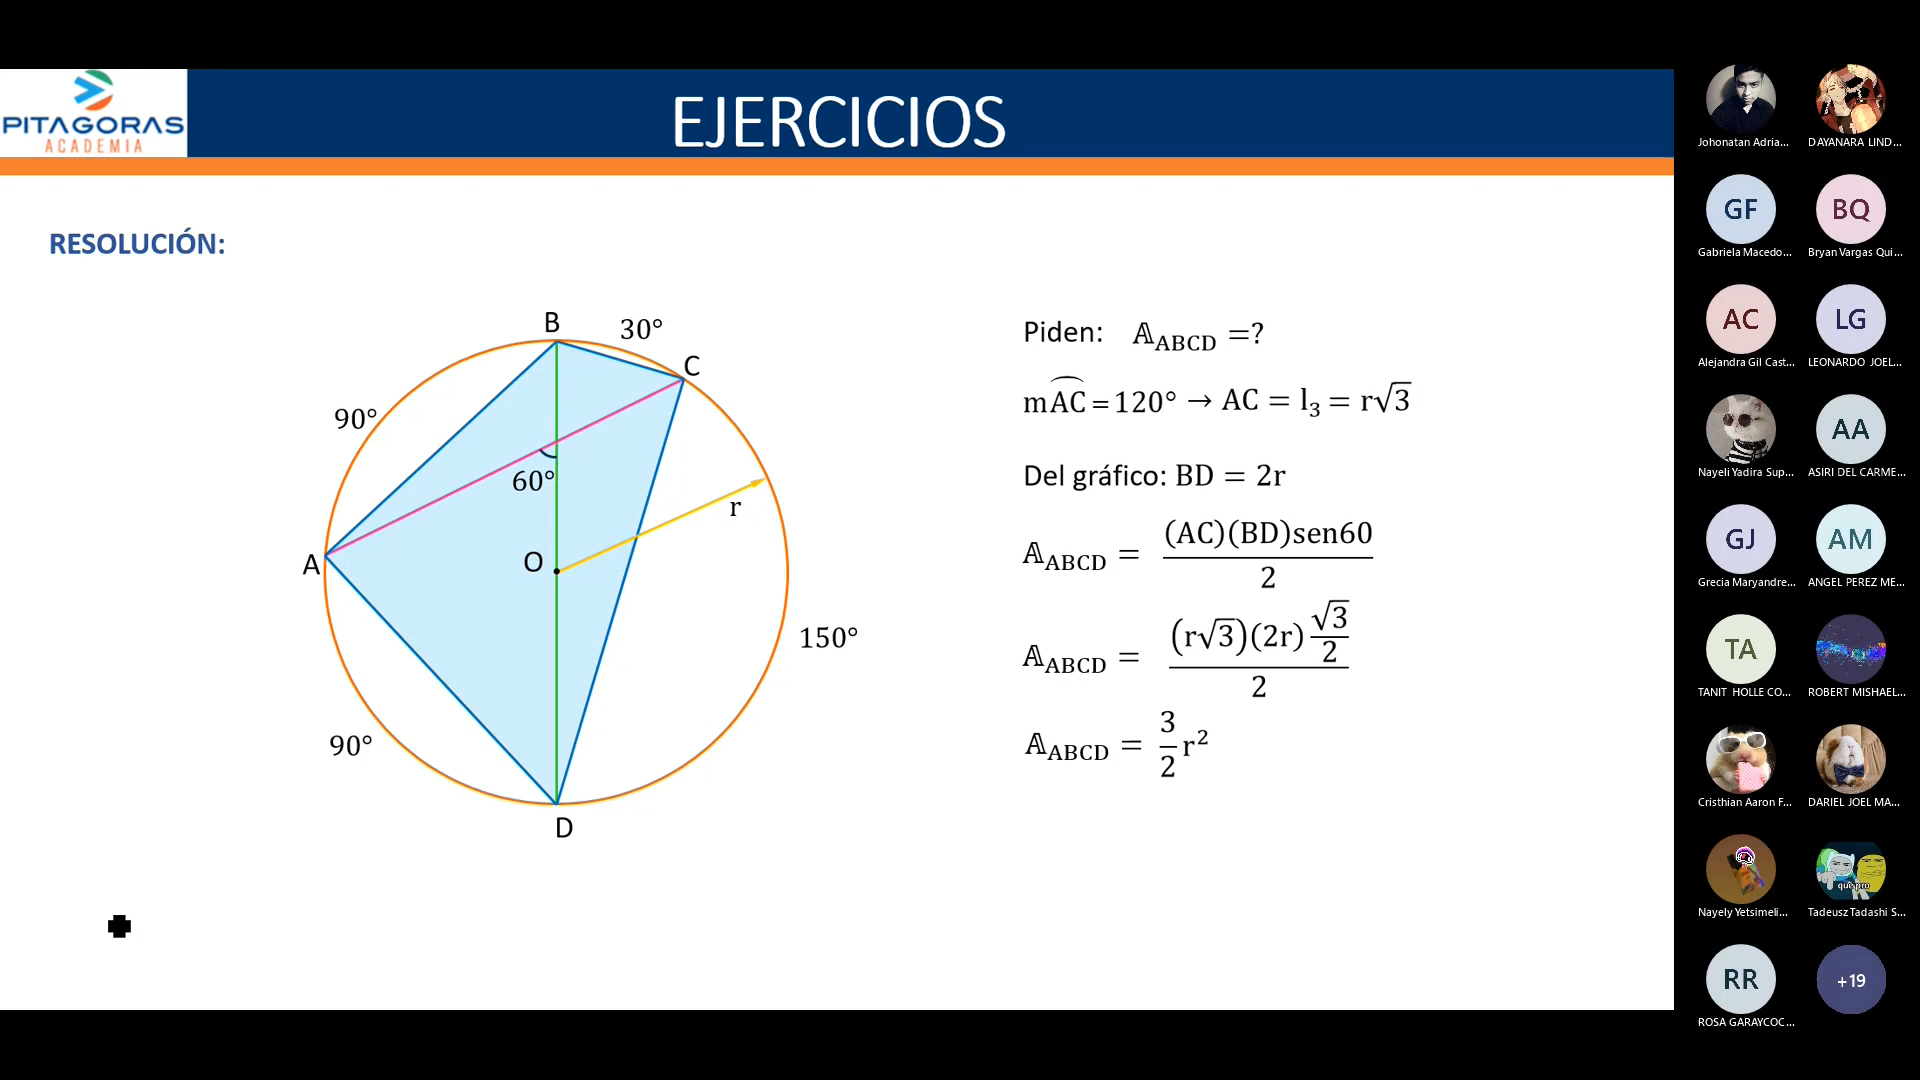 PITAGORAS
ACADEMIA
EJERCICIOS
RESOLUCIÓN:
B
30°
C
90°
60°
r
A
O
150°
90°
D
Piden: 𝔸ABCD =?
mAC = 120° → AC = l₃ = r√3
Del gráfico: BD = 2r
𝔸ABCD = (AC)(BD)sen60 / 2
𝔸ABCD = (r√3)(2r) √3/2 / 2
𝔸ABCD = 3/2 r²
Johonatan Adria...
DAYANARA LIND...
GF
Gabriela Macedo...
BQ
Bryan Vargas Qui...
AC
Alejandra Gil Cast...
LG
LEONARDO JOEL...
Nayeli Yadira Sup...
AA
ASIRI DEL CARME...
GJ
Grecia Maryandre...
AM
ANGEL PEREZ ME...
TA
TANIT HOLLE CO...
ROBERT MISHAEL...
Cristhian Aaron F...
DARIEL JOEL MA...
Nayely Yetsimeli...
que pro
Tadeusz Tadashi S...
RR
ROSA GARAYCOC...
+19